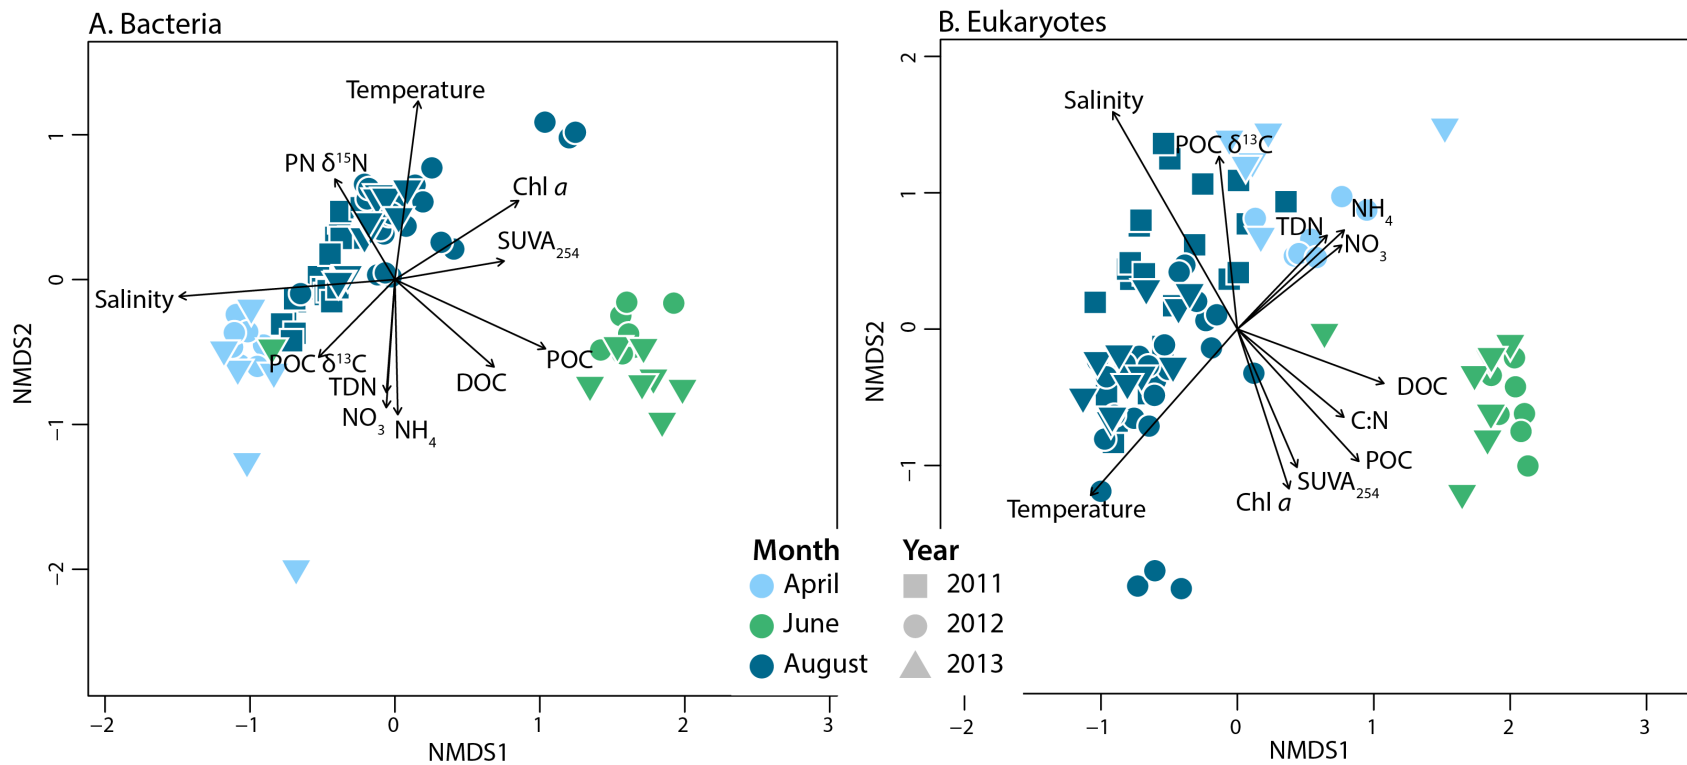 A. Bacteria
Temperature
PN δ¹⁵N
Chl a
SUVA₂₅₄
Salinity
POC δ¹³C
POC
DOC
TDN
NO₃
NH₄
1
0
−1
−2
NMDS2
−2
−1
0
1
2
3
NMDS1
B. Eukaryotes
Salinity
POC δ¹³C
TDN
NH₄
NO₃
DOC
C:N
POC
SUVA₂₅₄
Chl a
Temperature
2
1
0
−1
NMDS2
−2
−1
0
1
2
3
NMDS1
Month
April
June
August
Year
2011
2012
2013